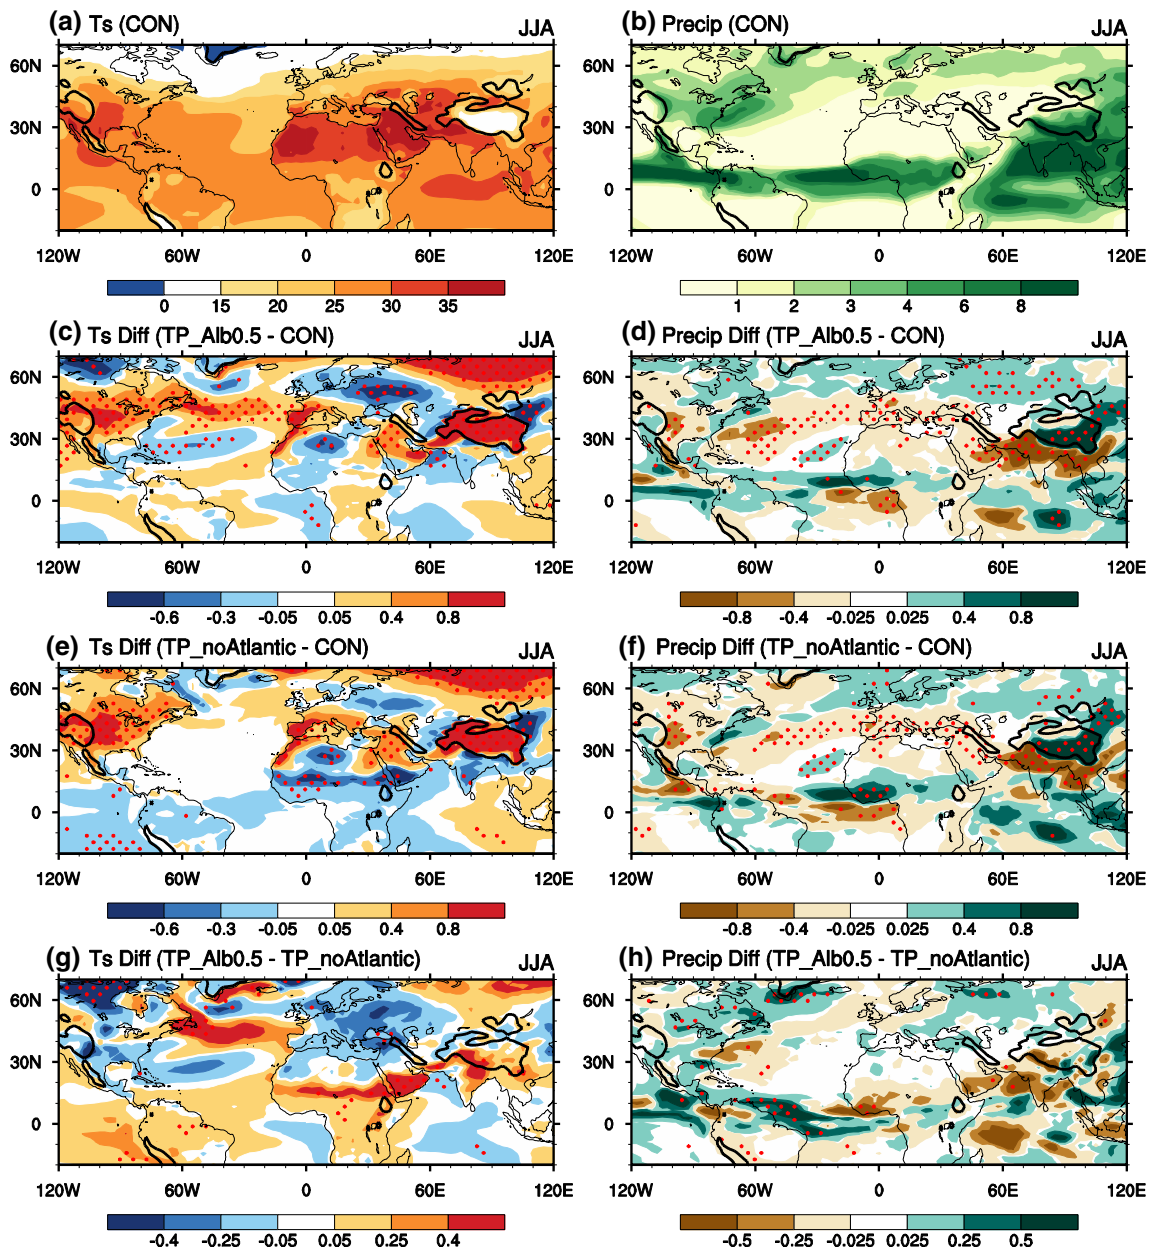 (a) Ts (CON) JJA
(b) Precip (CON) JJA
60N
30N
0
120W 60W 0 60E 120E
60N
30N
0
120W 60W 0 60E 120E
0 15 20 25 30 35
1 2 3 4 6 8
(c) Ts Diff (TP_Alb0.5 - CON) JJA
(d) Precip Diff (TP_Alb0.5 - CON) JJA
60N
30N
0
120W 60W 0 60E 120E
60N
30N
0
120W 60W 0 60E 120E
-0.6 -0.3 -0.05 0.05 0.4 0.8
-0.8 -0.4 -0.025 0.025 0.4 0.8
(e) Ts Diff (TP_noAtlantic - CON) JJA
(f) Precip Diff (TP_noAtlantic - CON) JJA
60N
30N
0
120W 60W 0 60E 120E
60N
30N
0
120W 60W 0 60E 120E
-0.6 -0.3 -0.05 0.05 0.4 0.8
-0.8 -0.4 -0.025 0.025 0.4 0.8
(g) Ts Diff (TP_Alb0.5 - TP_noAtlantic) JJA
(h) Precip Diff (TP_Alb0.5 - TP_noAtlantic) JJA
60N
30N
0
120W 60W 0 60E 120E
60N
30N
0
120W 60W 0 60E 120E
-0.4 -0.25 -0.05 0.05 0.25 0.4
-0.5 -0.25 -0.025 0.025 0.25 0.5